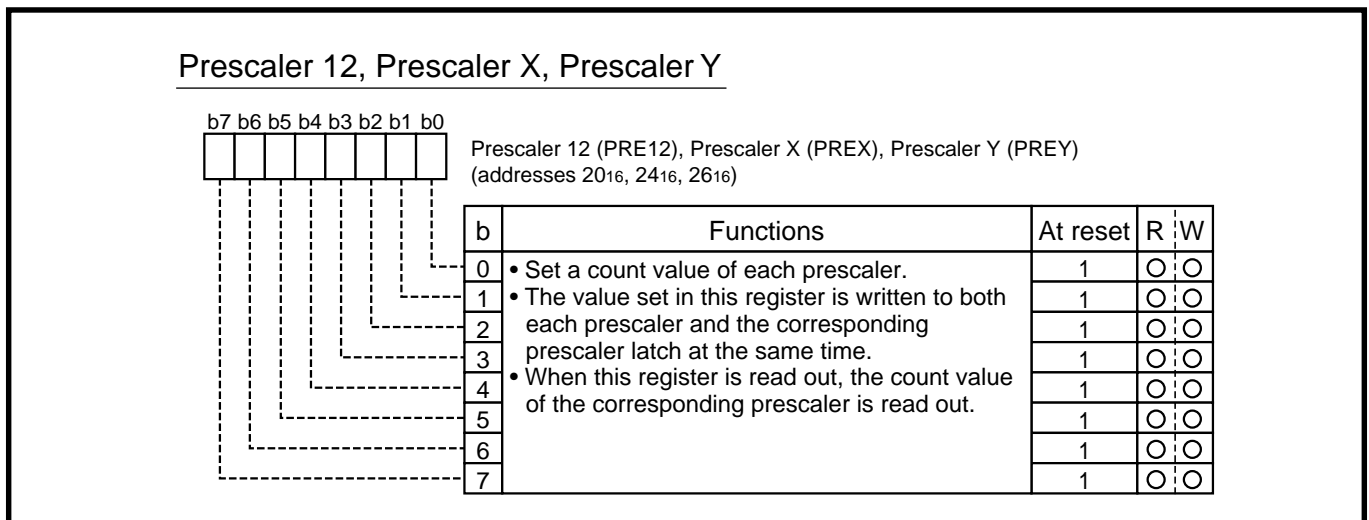 Prescaler 12, Prescaler X, Prescaler Y
b7 b6 b5 b4 b3 b2 b1 b0
Prescaler 12 (PRE12), Prescaler X (PREX), Prescaler Y (PREY)
(addresses 2016, 2416, 2616)
b Functions At reset R W
0 • Set a count value of each prescaler. 1 O O
1 • The value set in this register is written to both 1 O O
2 each prescaler and the corresponding 1 O O
3 prescaler latch at the same time. 1 O O
4 • When this register is read out, the count value 1 O O
5 of the corresponding prescaler is read out. 1 O O
6 1 O O
7 1 O O